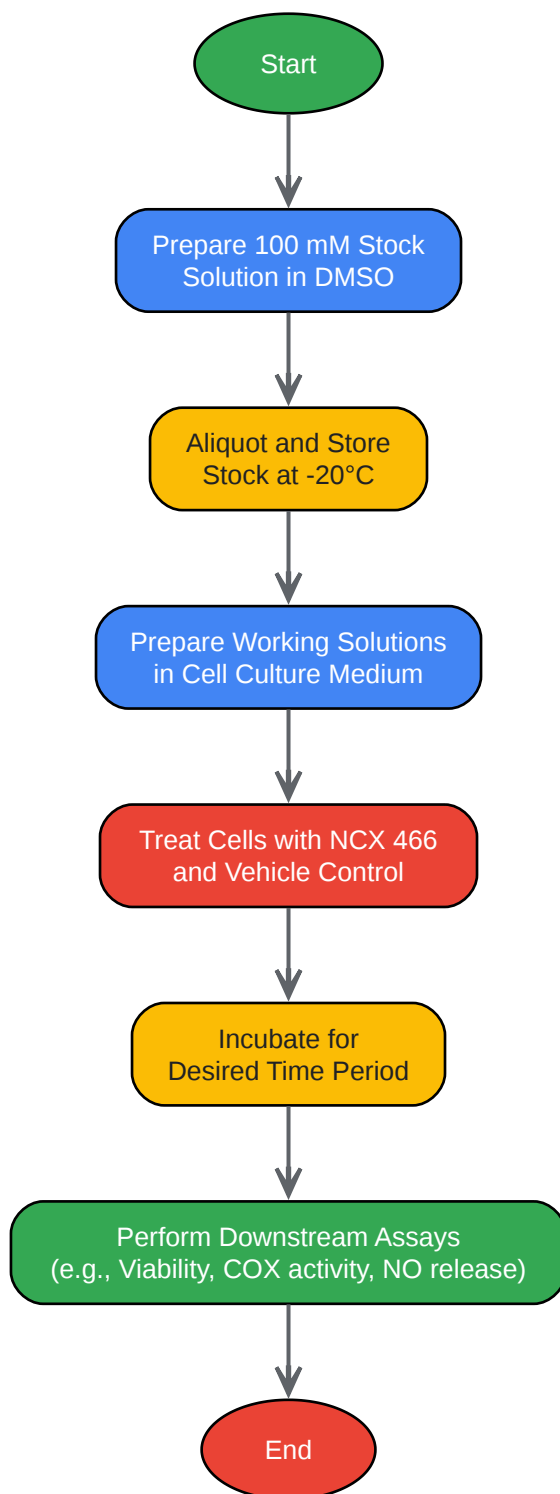 Start
Prepare 100 mM Stock
Solution in DMSO
Aliquot and Store
Stock at -20°C
Prepare Working Solutions
in Cell Culture Medium
Treat Cells with NCX 466
and Vehicle Control
Incubate for
Desired Time Period
Perform Downstream Assays
(e.g., Viability, COX activity, NO release)
End